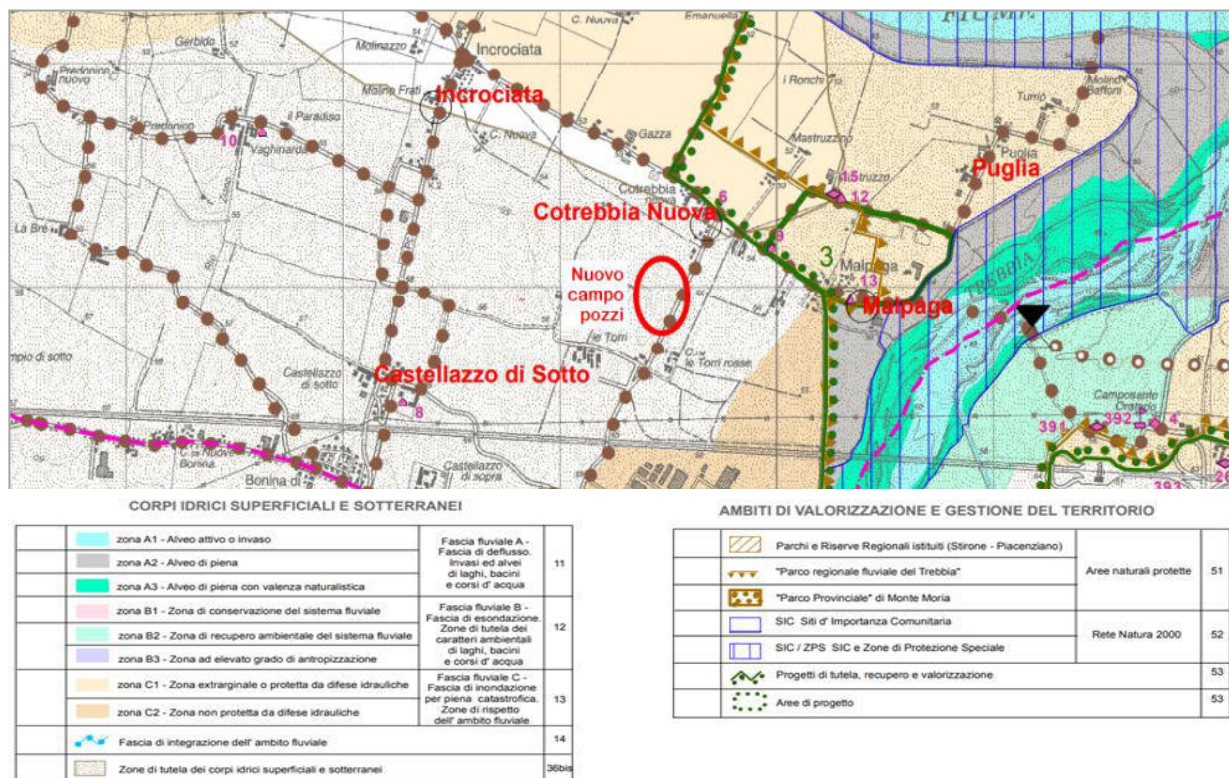 Emanuella
FIUME
C. Nuova
Gerbido
Molinazzo
Incrociata
Predonico
nuovo
i Ronchi
Molino
Baffoni
Molino Frati
Incrociata
Turrio
il Paradiso
Predonico
C. Nuova
Gazza
Mastruzzino
10
Vaghinarda
Puglia
Puglia
15
12
Cotrebbia
nuova
6
Cotrebbia Nuova
La Bre
9
3
Malpaga
TREBBIA
Nuovo
campo
pozzi
13
Malpaga
le Torri
le Torri rosse
Castellazzo
di sotto
Castellazzo di Sotto
8
Camposanto
391
392
4
Bonina
Castellazzo
di sopra
Bonina di
393
CORPI IDRICI SUPERFICIALI E SOTTERRANEI
zona A1 - Alveo attivo o invaso
zona A2 - Alveo di piena
zona A3 - Alveo di piena con valenza naturalistica
Fascia fluviale A -
Fascia di deflusso.
Invasi ed alvei
di laghi, bacini
e corsi d' acqua
11
zona B1 - Zona di conservazione del sistema fluviale
zona B2 - Zona di recupero ambientale del sistema fluviale
zona B3 - Zona ad elevato grado di antropizzazione
Fascia fluviale B -
Fascia di esondazione.
Zone di tutela dei
caratteri ambientali
di laghi, bacini
e corsi d' acqua
12
zona C1 - Zona extrarginale o protetta da difese idrauliche
zona C2 - Zona non protetta da difese idrauliche
Fascia fluviale C -
Fascia di inondazione
per piena catastrofica.
Zone di rispetto
dell' ambito fluviale
13
Fascia di integrazione dell' ambito fluviale
14
Zone di tutela dei corpi idrici superficiali e sotterranei
36bis
AMBITI DI VALORIZZAZIONE E GESTIONE DEL TERRITORIO
Parchi e Riserve Regionali istituiti (Stirone - Piacenziano)
"Parco regionale fluviale del Trebbia"
"Parco Provinciale" di Monte Moria
Aree naturali protette
51
SIC Siti d' Importanza Comunitaria
SIC / ZPS SIC e Zone di Protezione Speciale
Rete Natura 2000
52
Progetti di tutela, recupero e valorizzazione
53
Aree di progetto
53